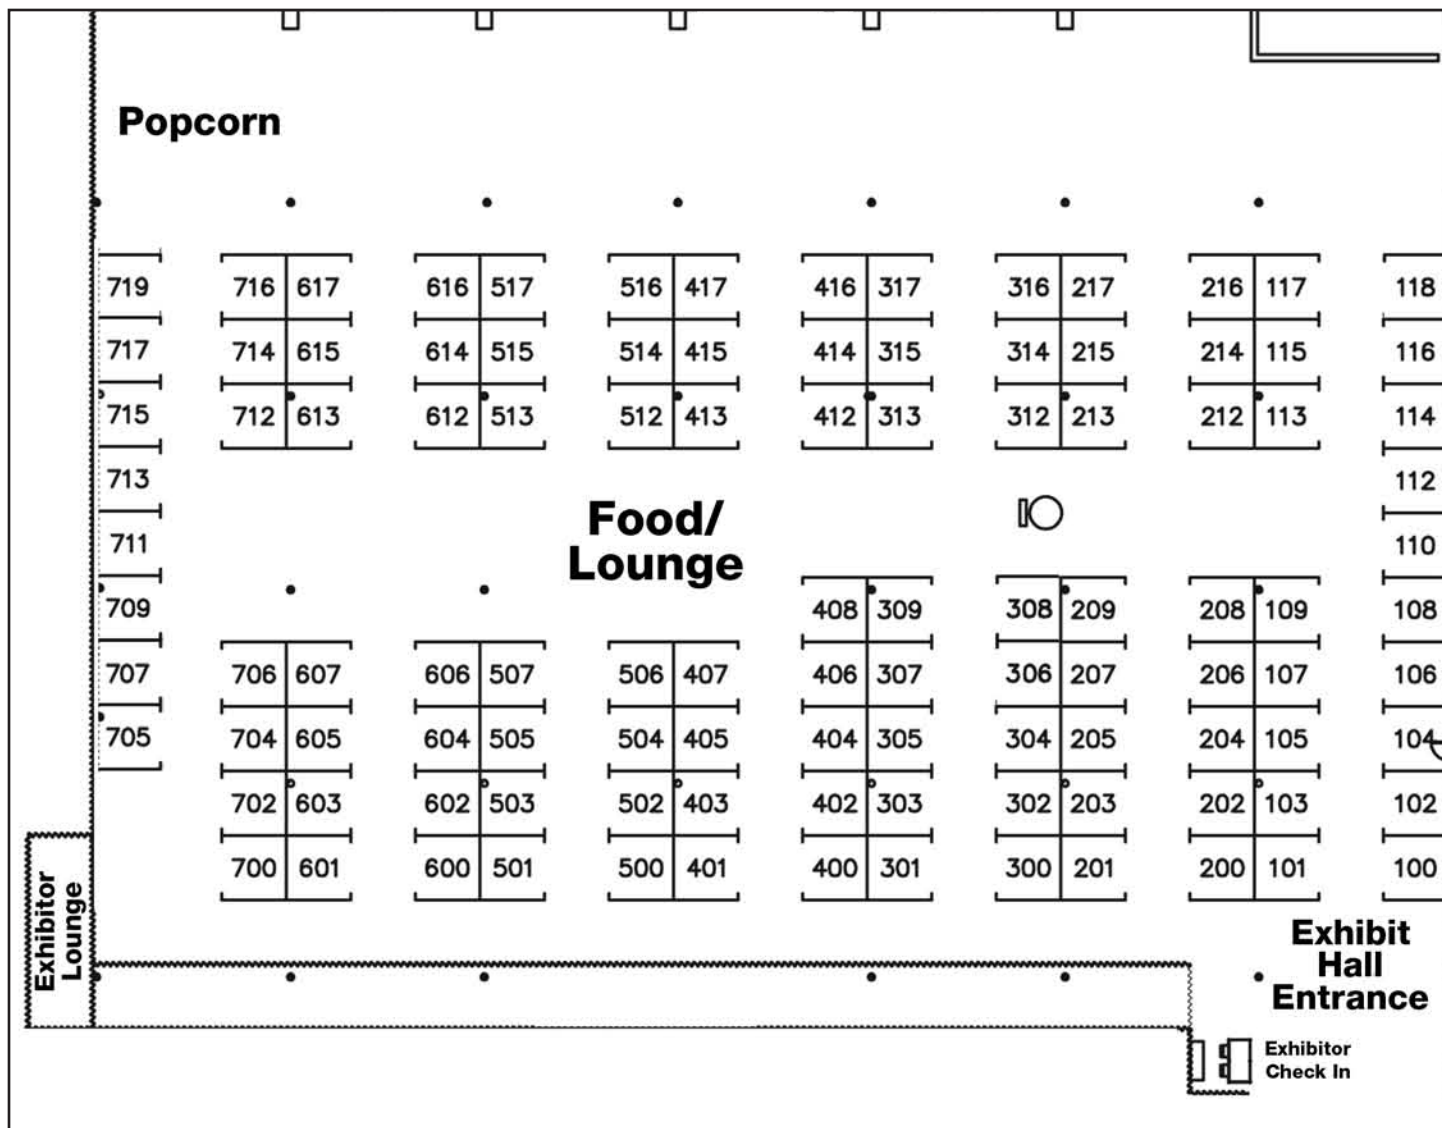 Popcorn
719 716 617 616 517 516 417 416 317 316 217 216 117 118
717 714 615 614 515 514 415 414 315 314 215 214 115 116
715 712 613 612 513 512 413 412 313 312 213 212 113 114
713 112
Food/
Lounge
711 110
709 408 309 308 209 208 109 108
707 706 607 606 507 506 407 406 307 306 207 206 107 106
705 704 605 604 505 504 405 404 305 304 205 204 105 104
702 603 602 503 502 403 402 303 302 203 202 103 102
700 601 600 501 500 401 400 301 300 201 200 101 100
Exhibitor
Lounge
Exhibit
Hall
Entrance
Exhibitor
Check In